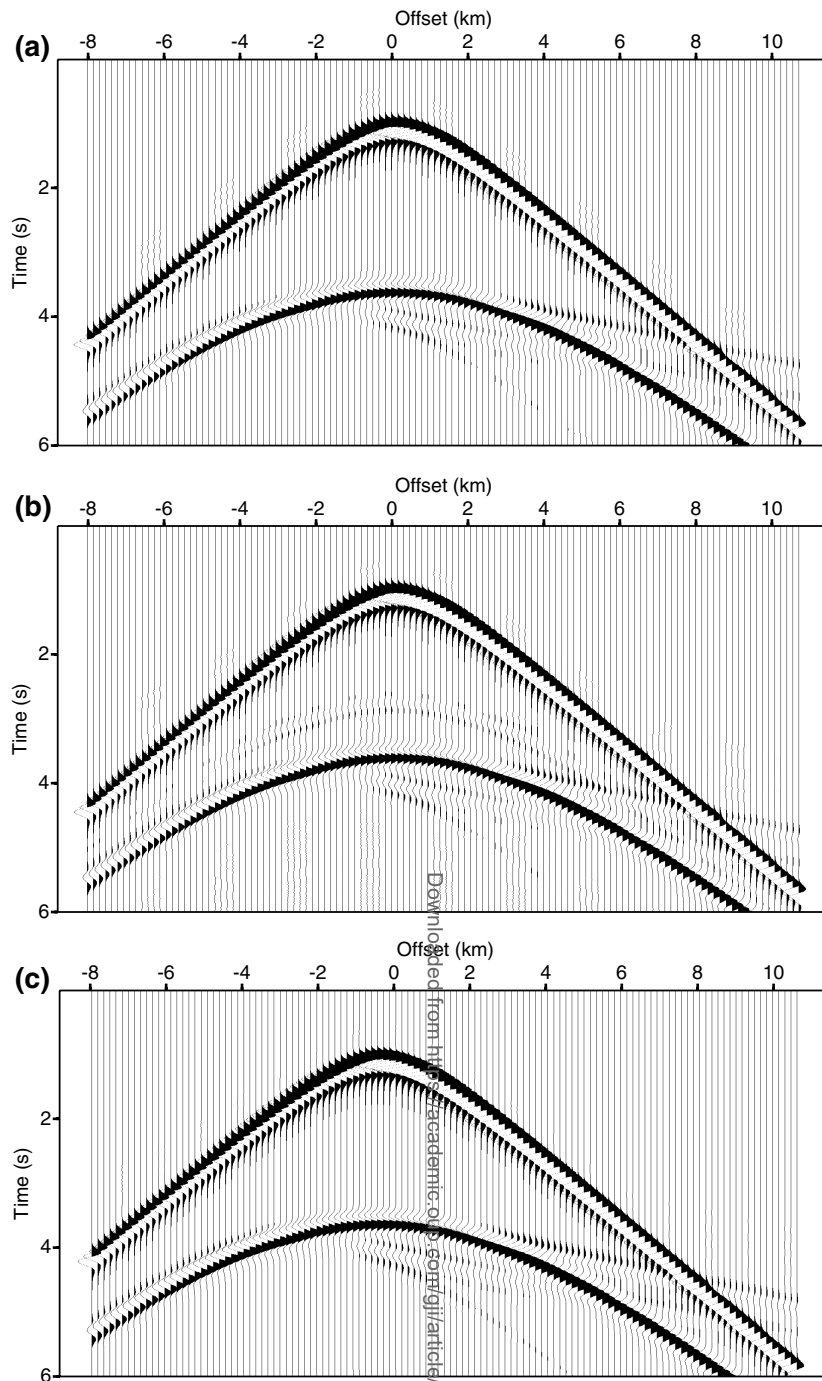 Offset (km)
(a)
-8 -6 -4 -2 0 2 4 6 8 10
Time (s)
2
4
6
Offset (km)
(b)
-8 -6 -4 -2 0 2 4 6 8 10
Time (s)
2
4
6
Offset (km)
(c)
-8 -6 -4 -2 0 2 4 6 8 10
Time (s)
2
4
6
Downloaded from https://academic.oup.com/gji/article/